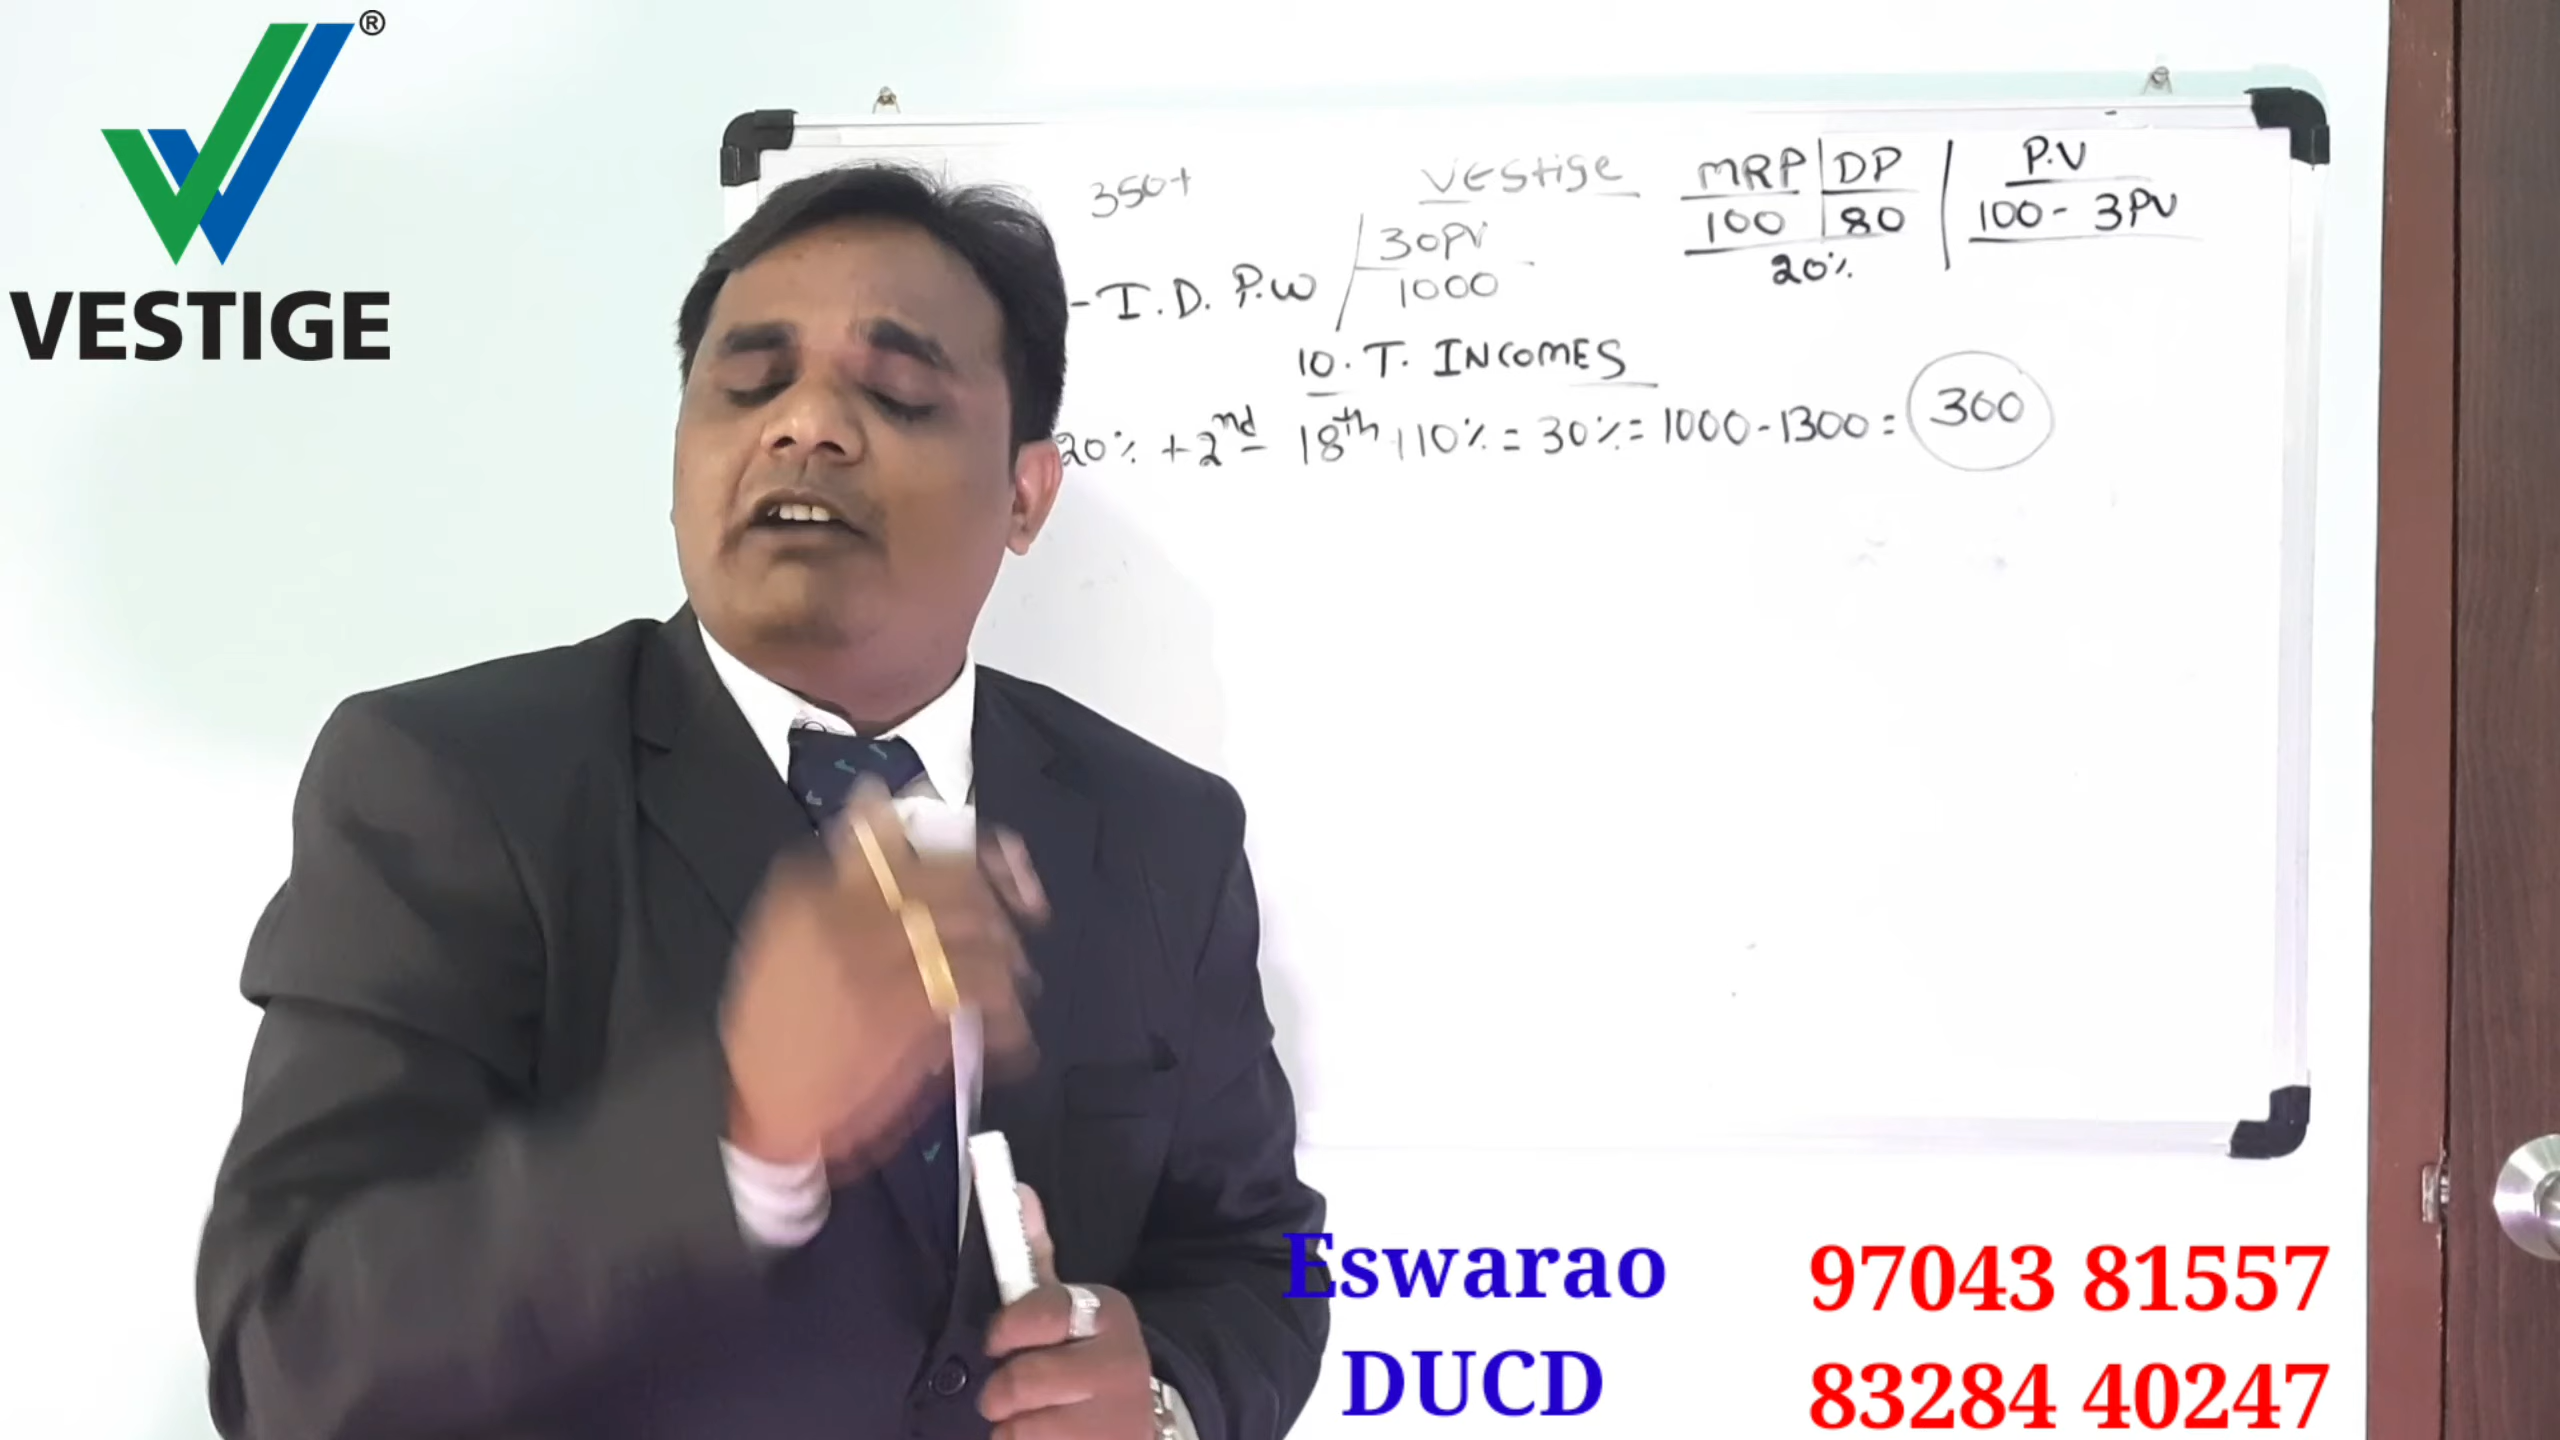 ®
VESTIGE
350+
VEStige
MRP DP P.V
100 80 100 - 3PV
20%
30PV
- I.D. P.W 1000
10. T. INCOMES
20% + 2nd 18th 110% = 30% = 1000 - 1300 = 300
Eswarao 97043 81557
DUCD 83284 40247